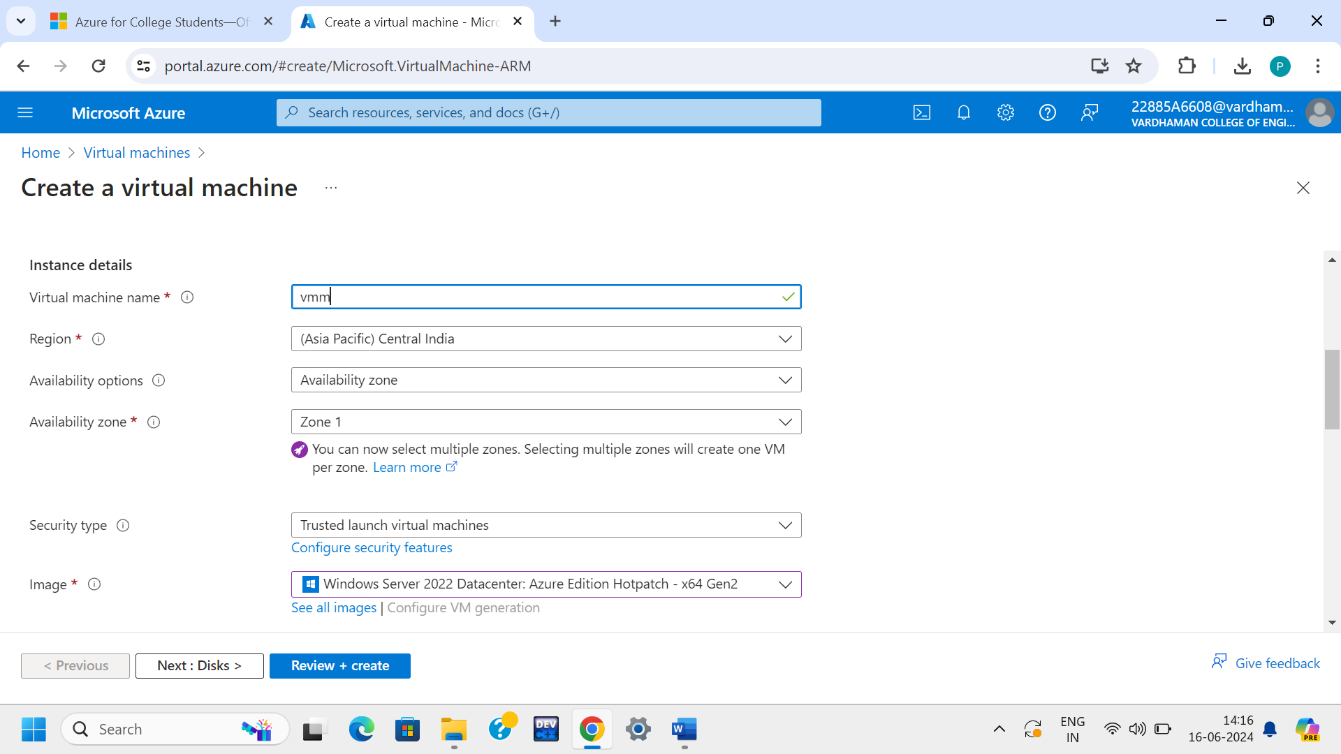 Azure for College Students—Of
Create a virtual machine - Micro
portal.azure.com/#create/Microsoft.VirtualMachine-ARM
P
Microsoft Azure
Search resources, services, and docs (G+/)
22885A6608@vardham...
VARDHAMAN COLLEGE OF ENGI...
Home > Virtual machines >
Create a virtual machine ...
Instance details
Virtual machine name * vmm
Region * (Asia Pacific) Central India
Availability options Availability zone
Availability zone * Zone 1
You can now select multiple zones. Selecting multiple zones will create one VM
per zone. Learn more
Security type Trusted launch virtual machines
Configure security features
Image * Windows Server 2022 Datacenter: Azure Edition Hotpatch - x64 Gen2
See all images | Configure VM generation
< Previous Next : Disks > Review + create Give feedback
Search
DEV
W
ENG
IN
14:16
16-06-2024
PRE